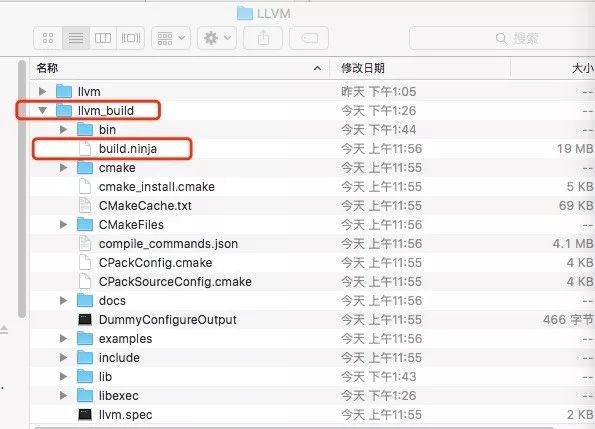 LLVM
搜索
名称 修改日期 大小
llvm 昨天 下午1:05 --
llvm_build 今天 下午1:26 --
bin 今天 下午1:44 --
build.ninja 今天 上午11:56 19 MB
cmake 今天 上午11:56 --
cmake_install.cmake 今天 上午11:56 5 KB
CMakeCache.txt 今天 上午11:55 69 KB
CMakeFiles 今天 上午11:56 --
compile_commands.json 今天 上午11:56 4.1 MB
CPackConfig.cmake 今天 上午11:55 4 KB
CPackSourceConfig.cmake 今天 上午11:55 4 KB
docs 今天 上午11:56 --
DummyConfigureOutput 今天 上午11:55 466 字节
examples 今天 上午11:56 --
include 今天 上午11:56 --
lib 今天 下午1:43 --
libexec 今天 下午1:26 --
llvm.spec 今天 上午11:55 2 KB